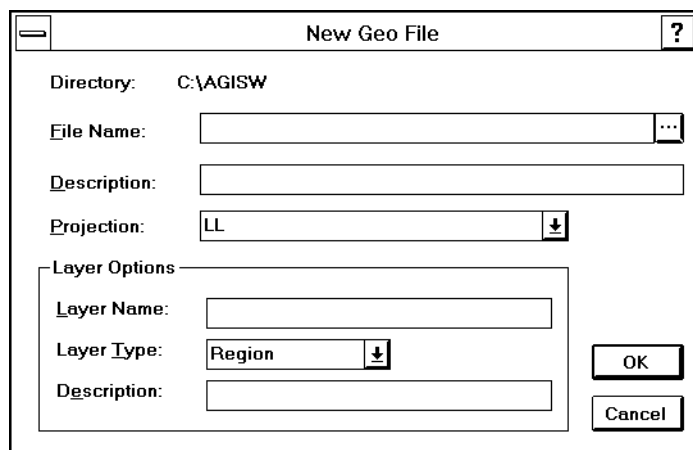 New Geo File ?
Directory: C:\AGISW
File Name: ...
Description:
Projection: LL
Layer Options
Layer Name:
Layer Type: Region
Description:
OK
Cancel